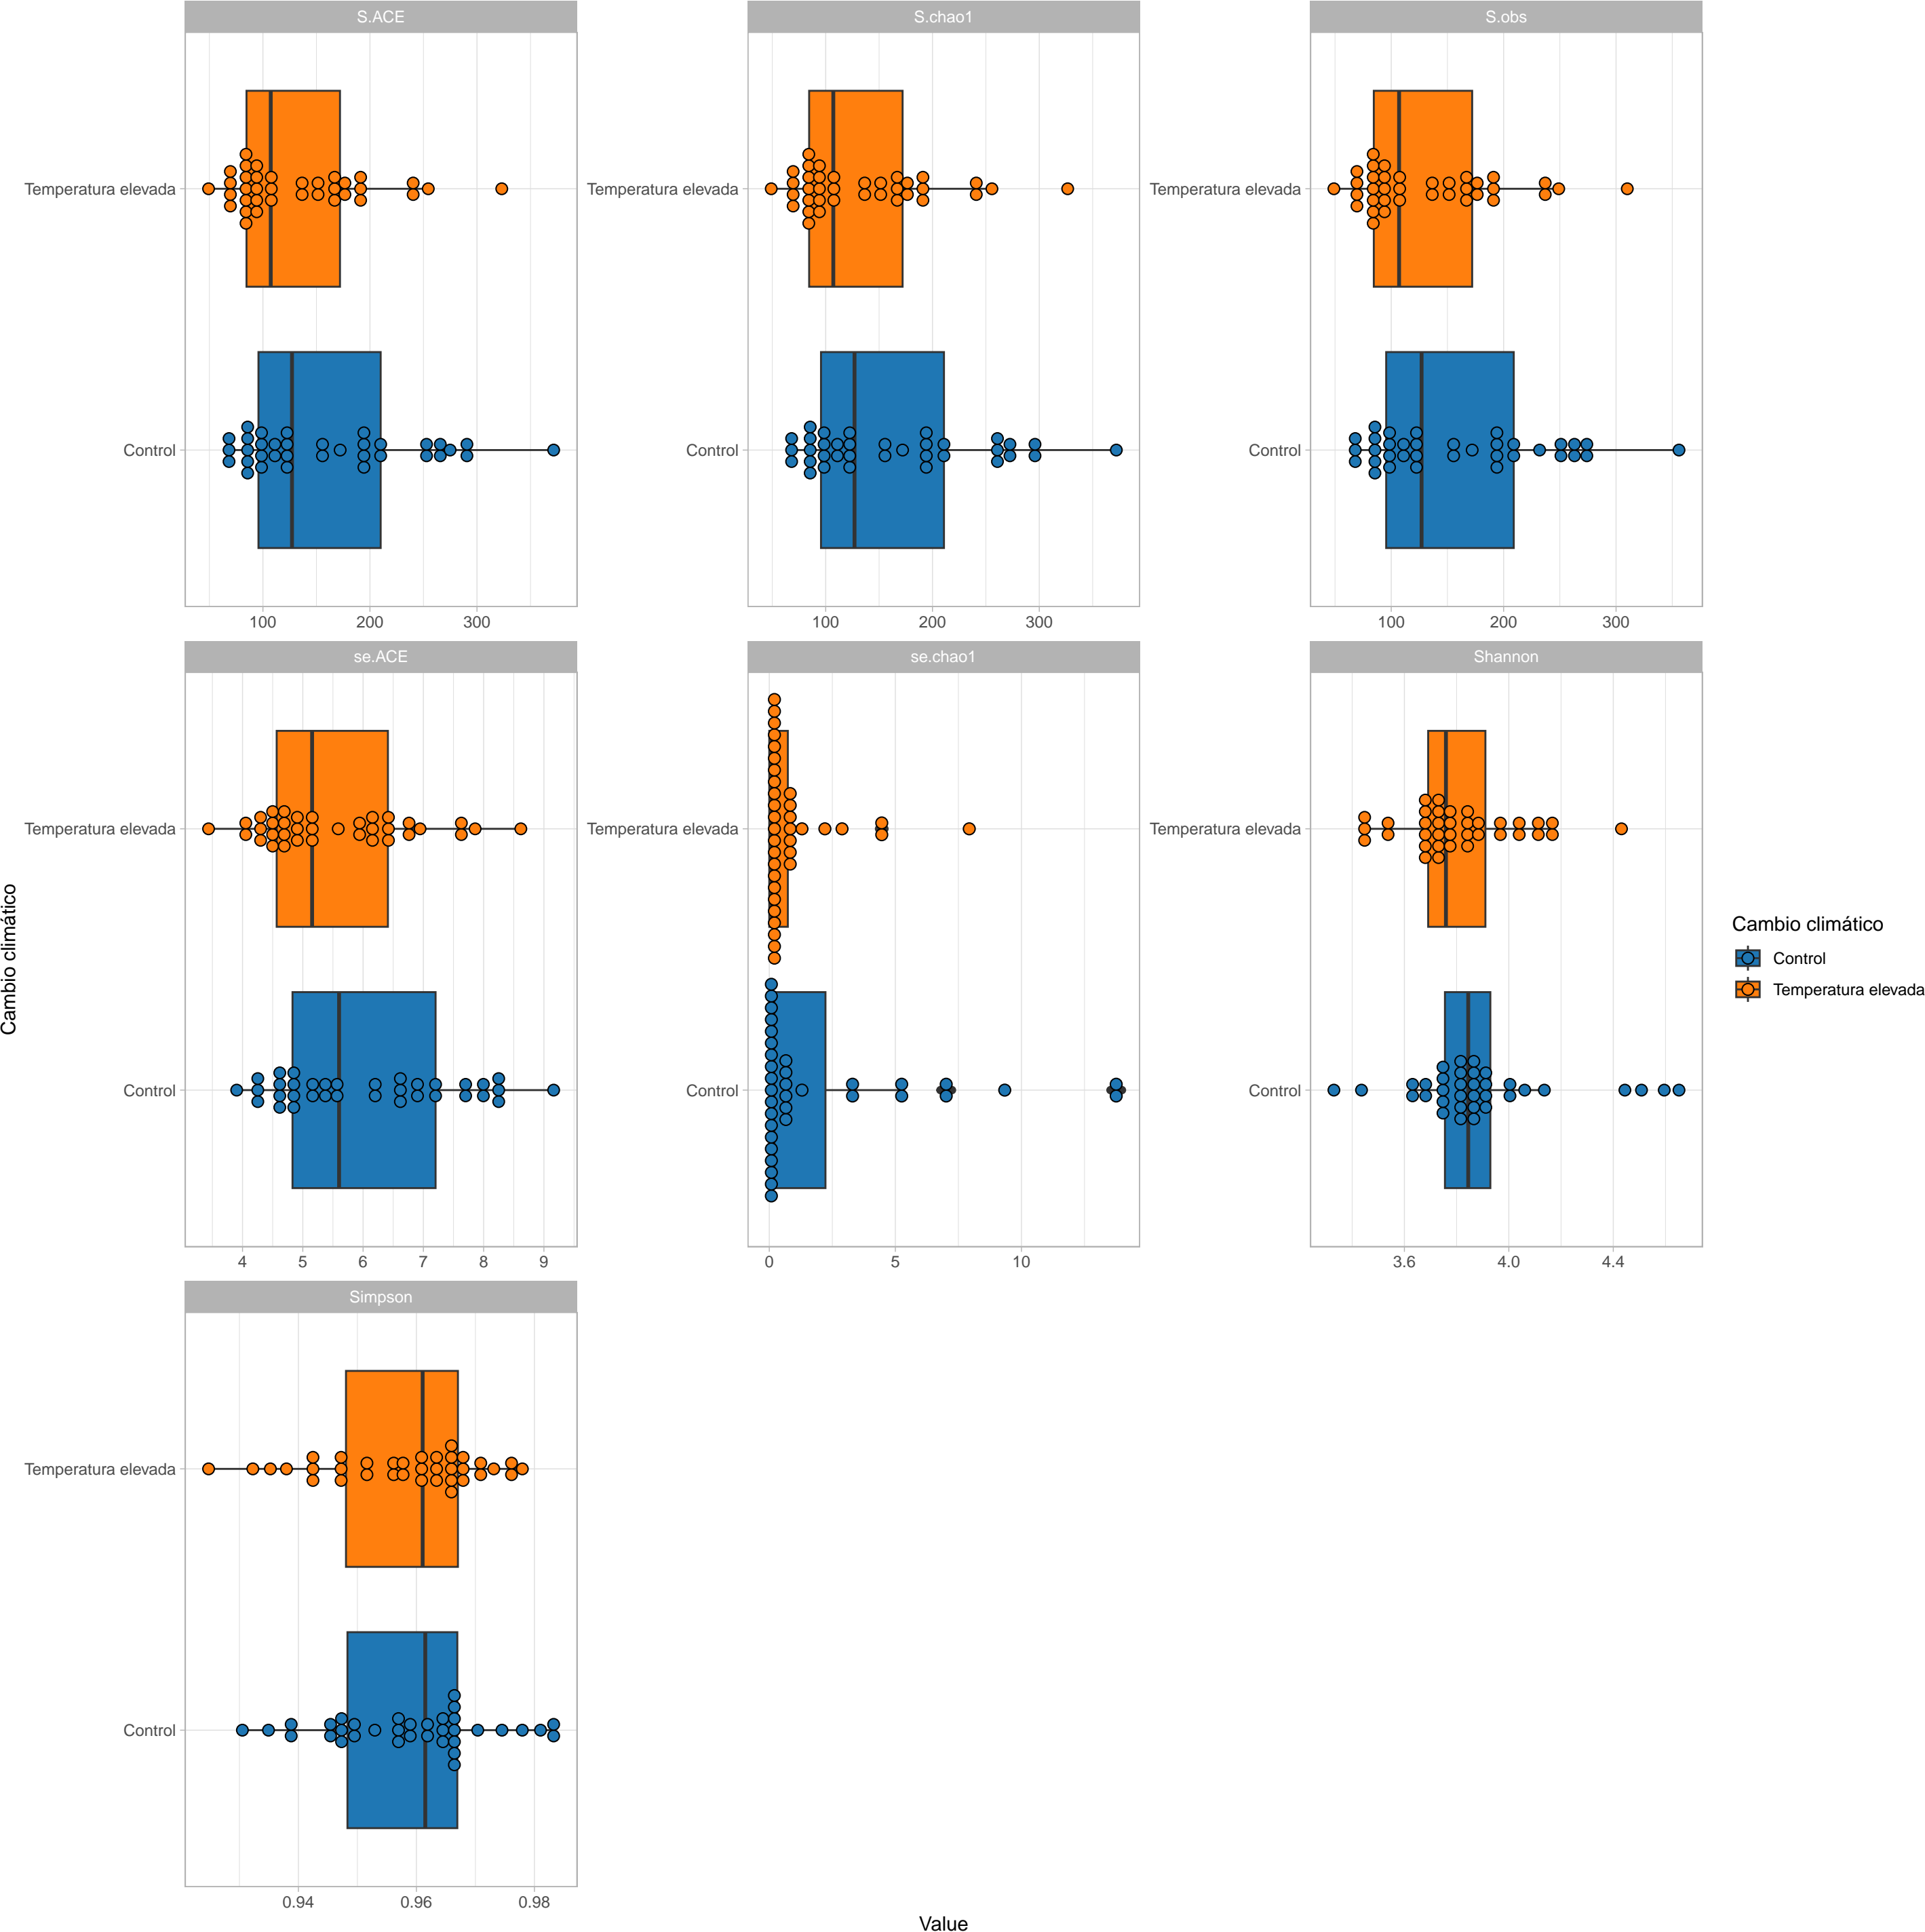 S.ACE
S.chao1
S.obs
Temperatura elevada
Temperatura elevada
Temperatura elevada
Control
Control
Control
100 200 300
100 200 300
100 200 300
se.ACE
se.chao1
Shannon
Temperatura elevada
Temperatura elevada
Temperatura elevada
Cambio climático
Cambio climático
Control
Temperatura elevada
Control
Control
Control
4 5 6 7 8 9
0 5 10
3.6 4.0 4.4
Simpson
Temperatura elevada
Control
0.94 0.96 0.98
Value